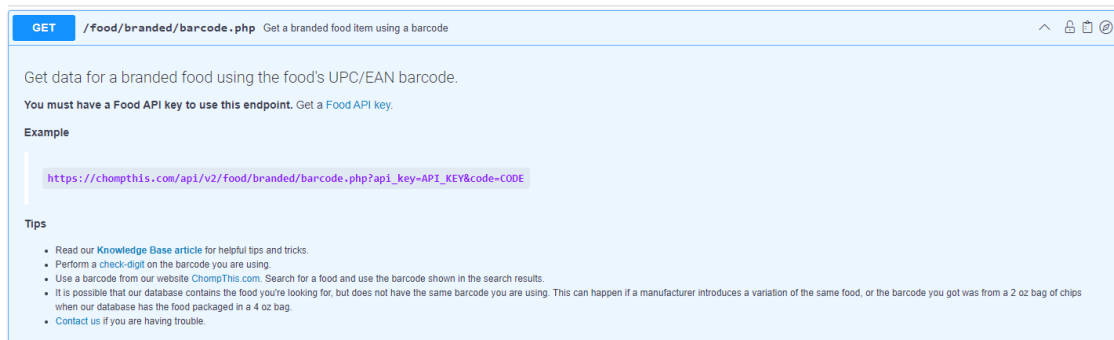 GET /food/branded/barcode.php Get a branded food item using a barcode
Get data for a branded food using the food's UPC/EAN barcode.
You must have a Food API key to use this endpoint. Get a Food API key.
Example
https://chompthis.com/api/v2/food/branded/barcode.php?api_key=API_KEY&code=CODE
Tips
• Read our Knowledge Base article for helpful tips and tricks.
• Perform a check-digit on the barcode you are using.
• Use a barcode from our website ChompThis.com. Search for a food and use the barcode shown in the search results.
• It is possible that our database contains the food you're looking for, but does not have the same barcode you are using. This can happen if a manufacturer introduces a variation of the same food, or the barcode you got was from a 2 oz bag of chips
when our database has the food packaged in a 4 oz bag.
• Contact us if you are having trouble.